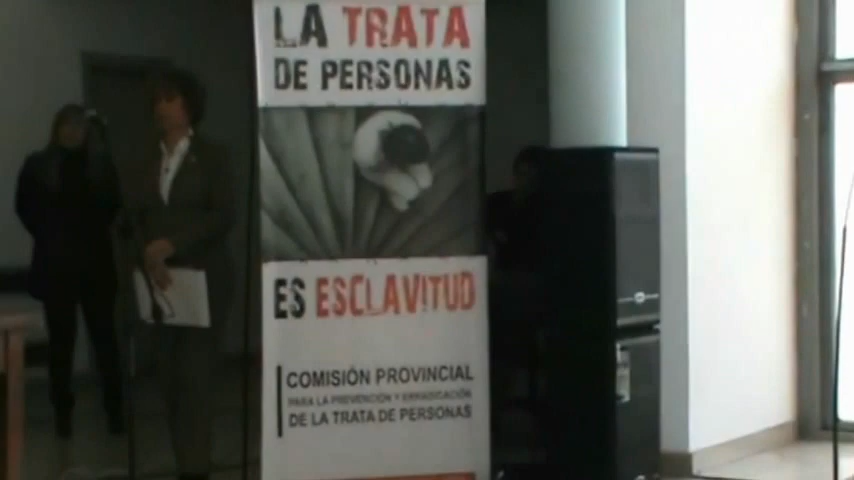 LA TRATA
DE PERSONAS
ES ESCLAVITUD
COMISIÓN PROVINCIAL
PARA LA PREVENCIÓN Y ERRADICACIÓN
DE LA TRATA DE PERSONAS